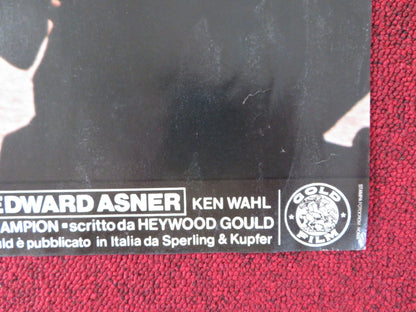 EDWARD ASNER KEN WAHL
AMPION • scritto da HEYWOOD GOULD
ld è pubblicato in Italia da Sperling & Kupfer
GOLD
FILM